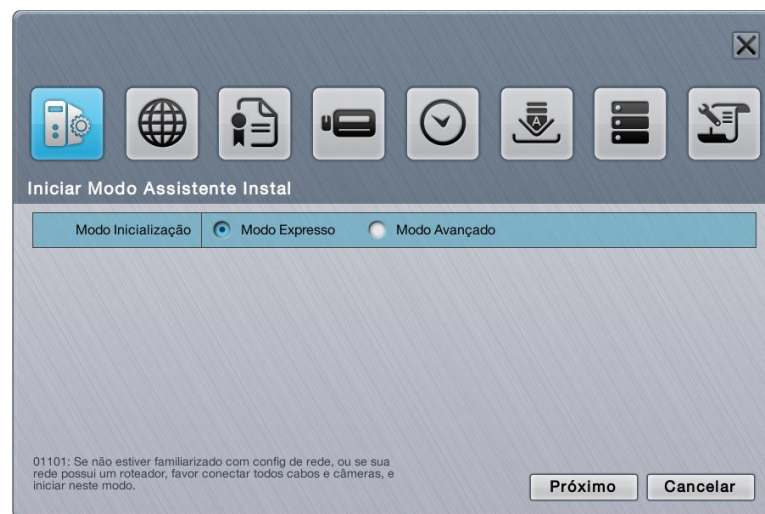 Iniciar Modo Assistente Instal
Modo Inicialização Modo Expresso Modo Avançado
01101: Se não estiver familiarizado com config de rede, ou se sua
rede possui um roteador, favor conectar todos cabos e câmeras, e
iniciar neste modo.
Próximo Cancelar